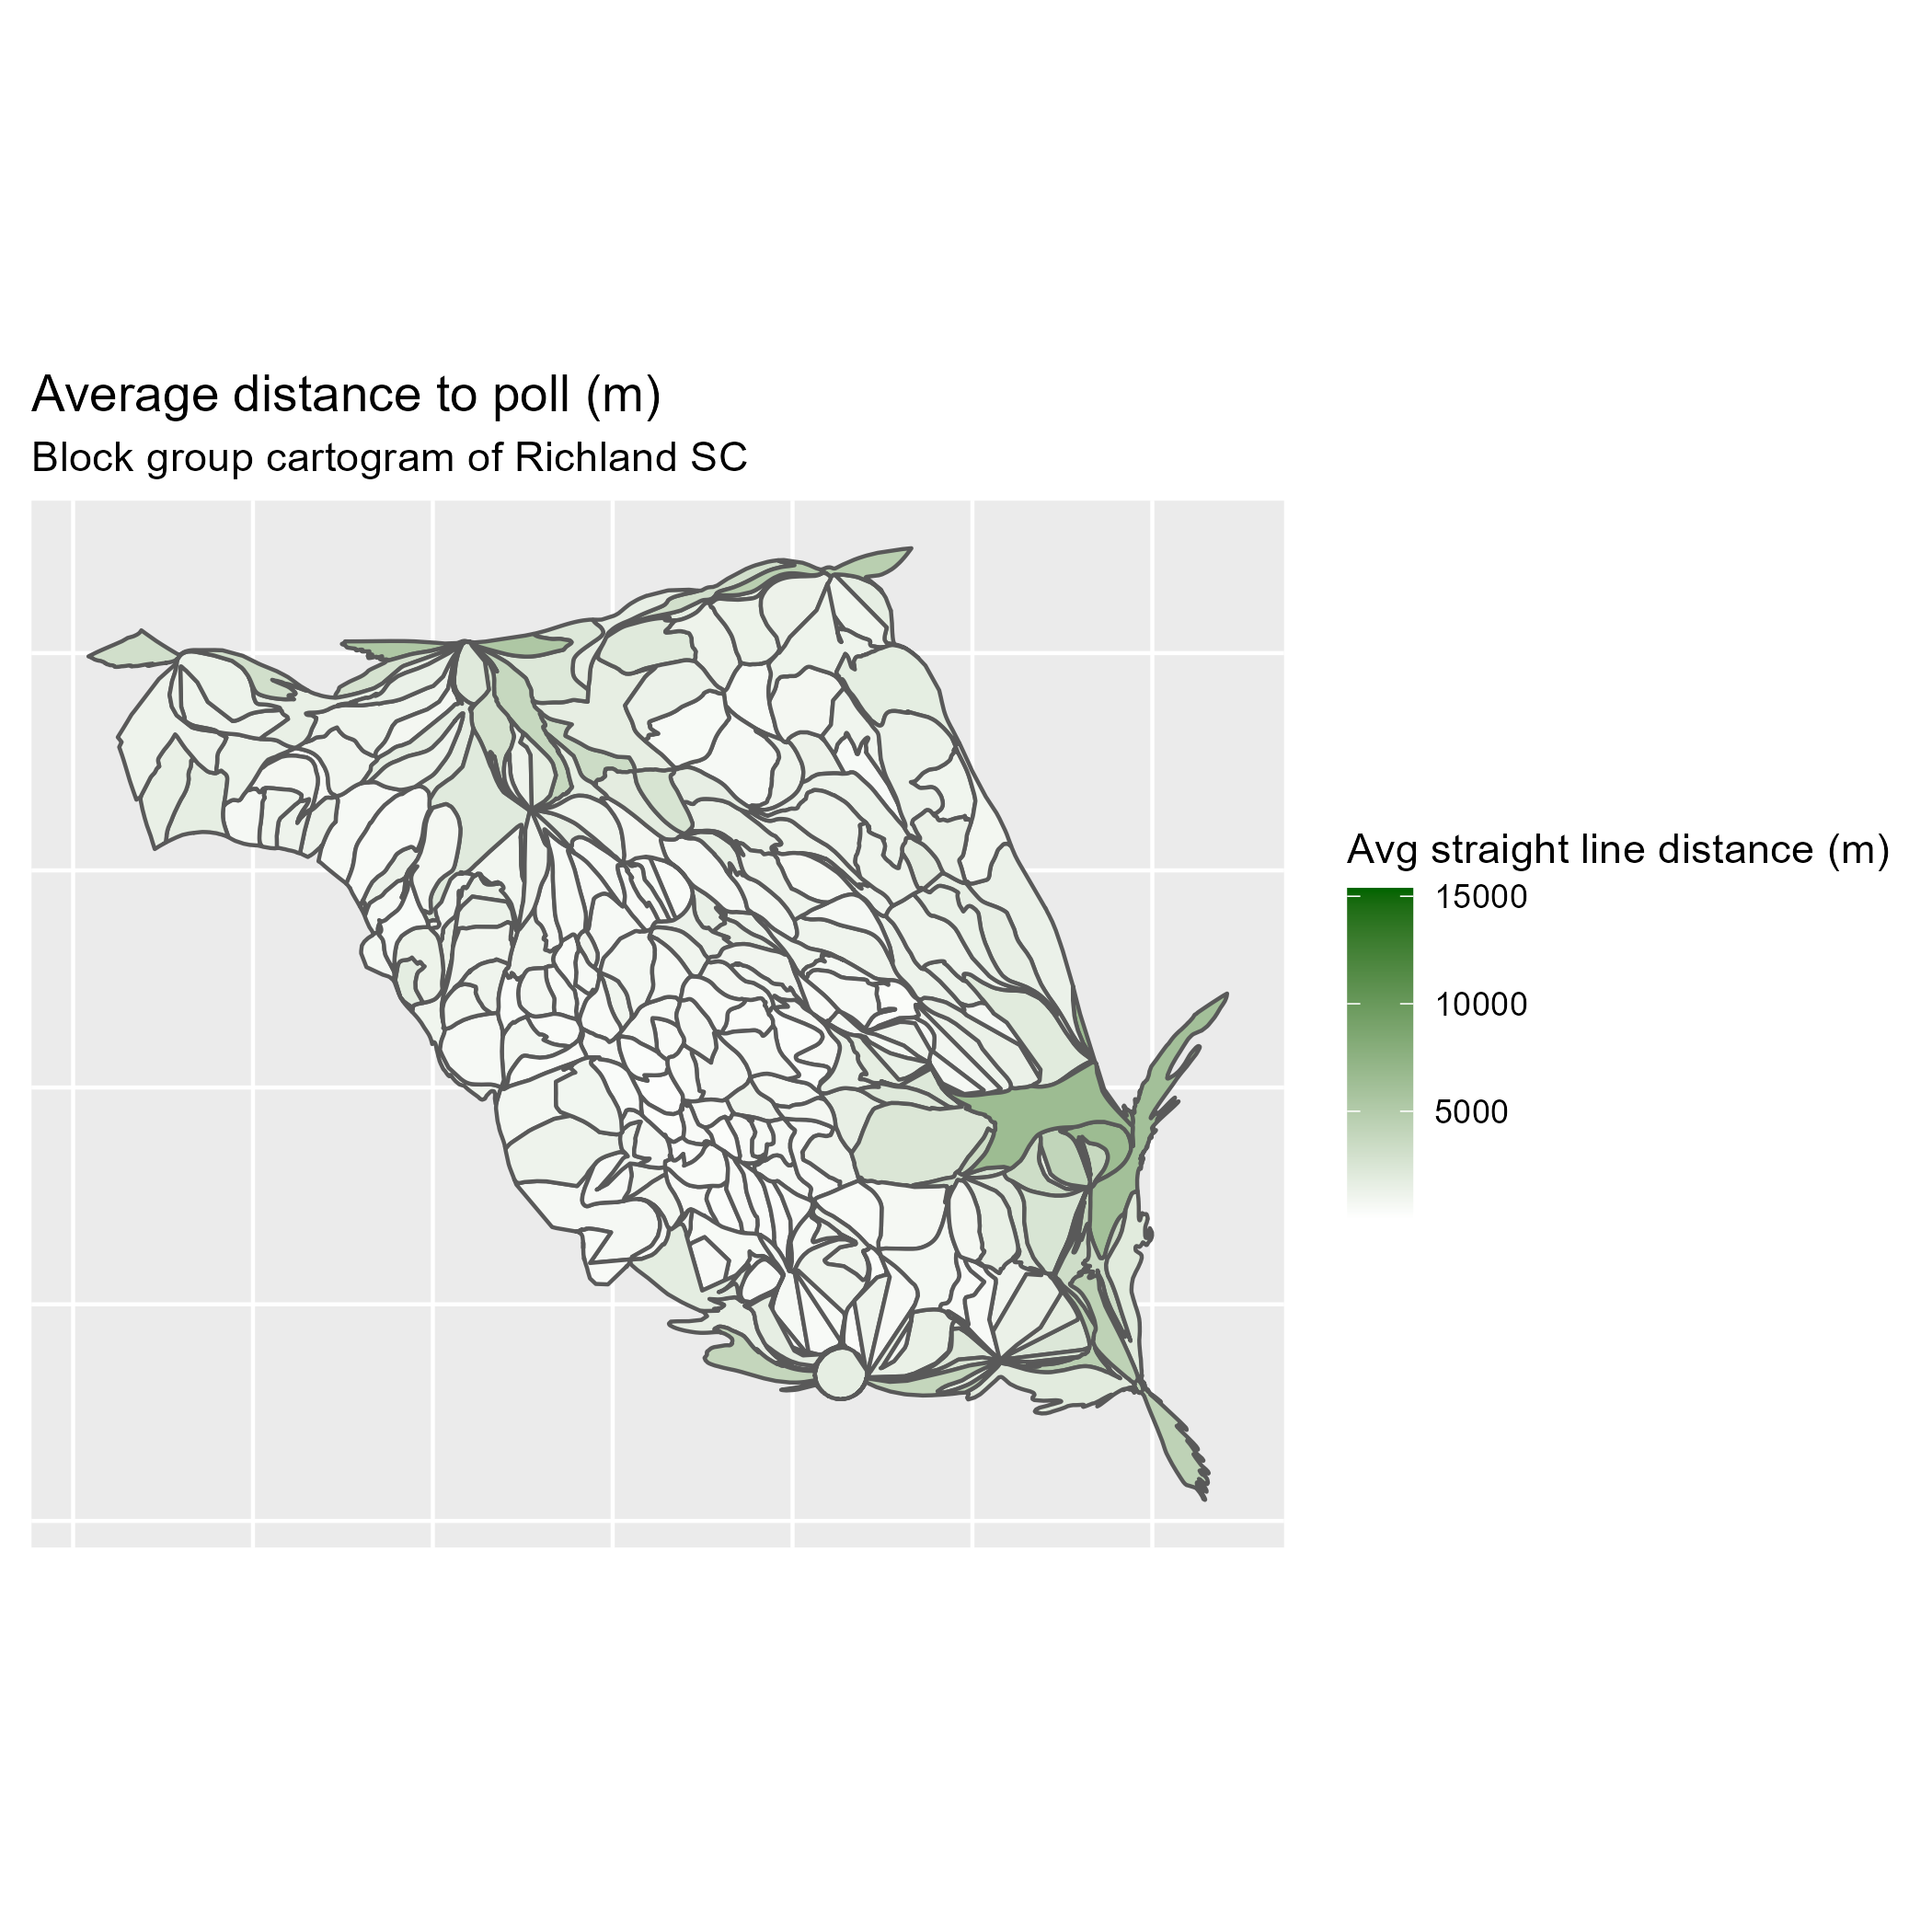 Average distance to poll (m)
Block group cartogram of Richland SC
Avg straight line distance (m)
15000
10000
5000